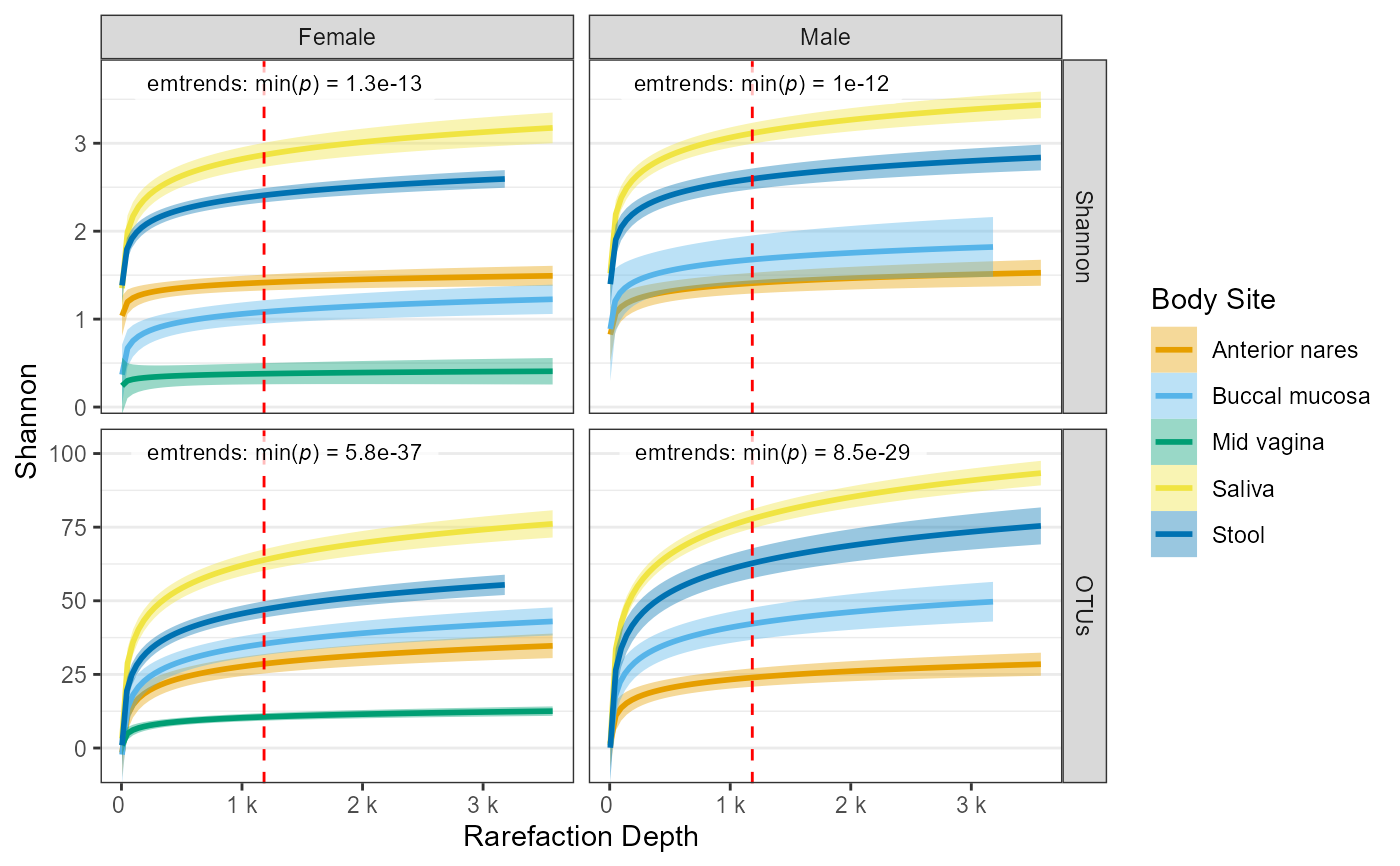 Female
Male
emtrends: min(p) = 1.3e-13
emtrends: min(p) = 1e-12
3
2
1
0
Shannon
Shannon
emtrends: min(p) = 5.8e-37
emtrends: min(p) = 8.5e-29
100
75
50
25
0
OTUs
0
1 k
2 k
3 k
0
1 k
2 k
3 k
Rarefaction Depth
Body Site
Anterior nares
Buccal mucosa
Mid vagina
Saliva
Stool